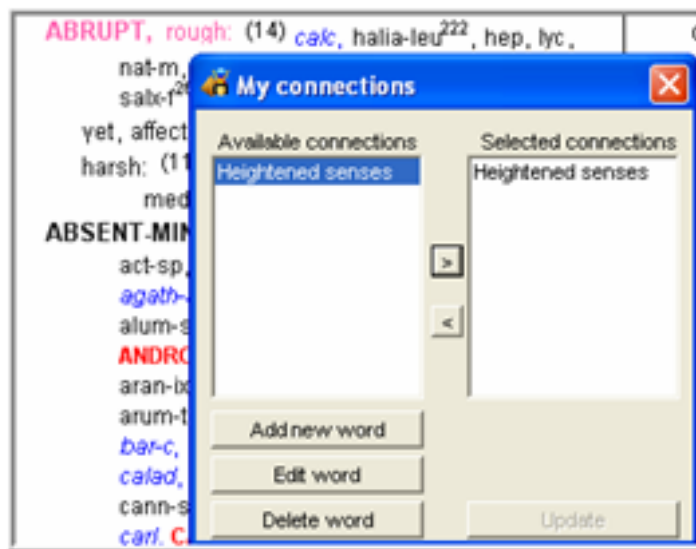 ABRUPT, rough: (14) calc, halia-leu222, hep, lyc,
nat-m,
salx-f
yet, affect
harsh: (11
med
ABSENT-MIN
act-sp,
agath-
alum-s
ANDRO
aran-ix
arum-t
bar-c,
calad,
cann-s
carl. C
My connections
Available connections
Heightened senses
Selected connections
Heightened senses
>
<
Add new word
Edit word
Delete word
Update